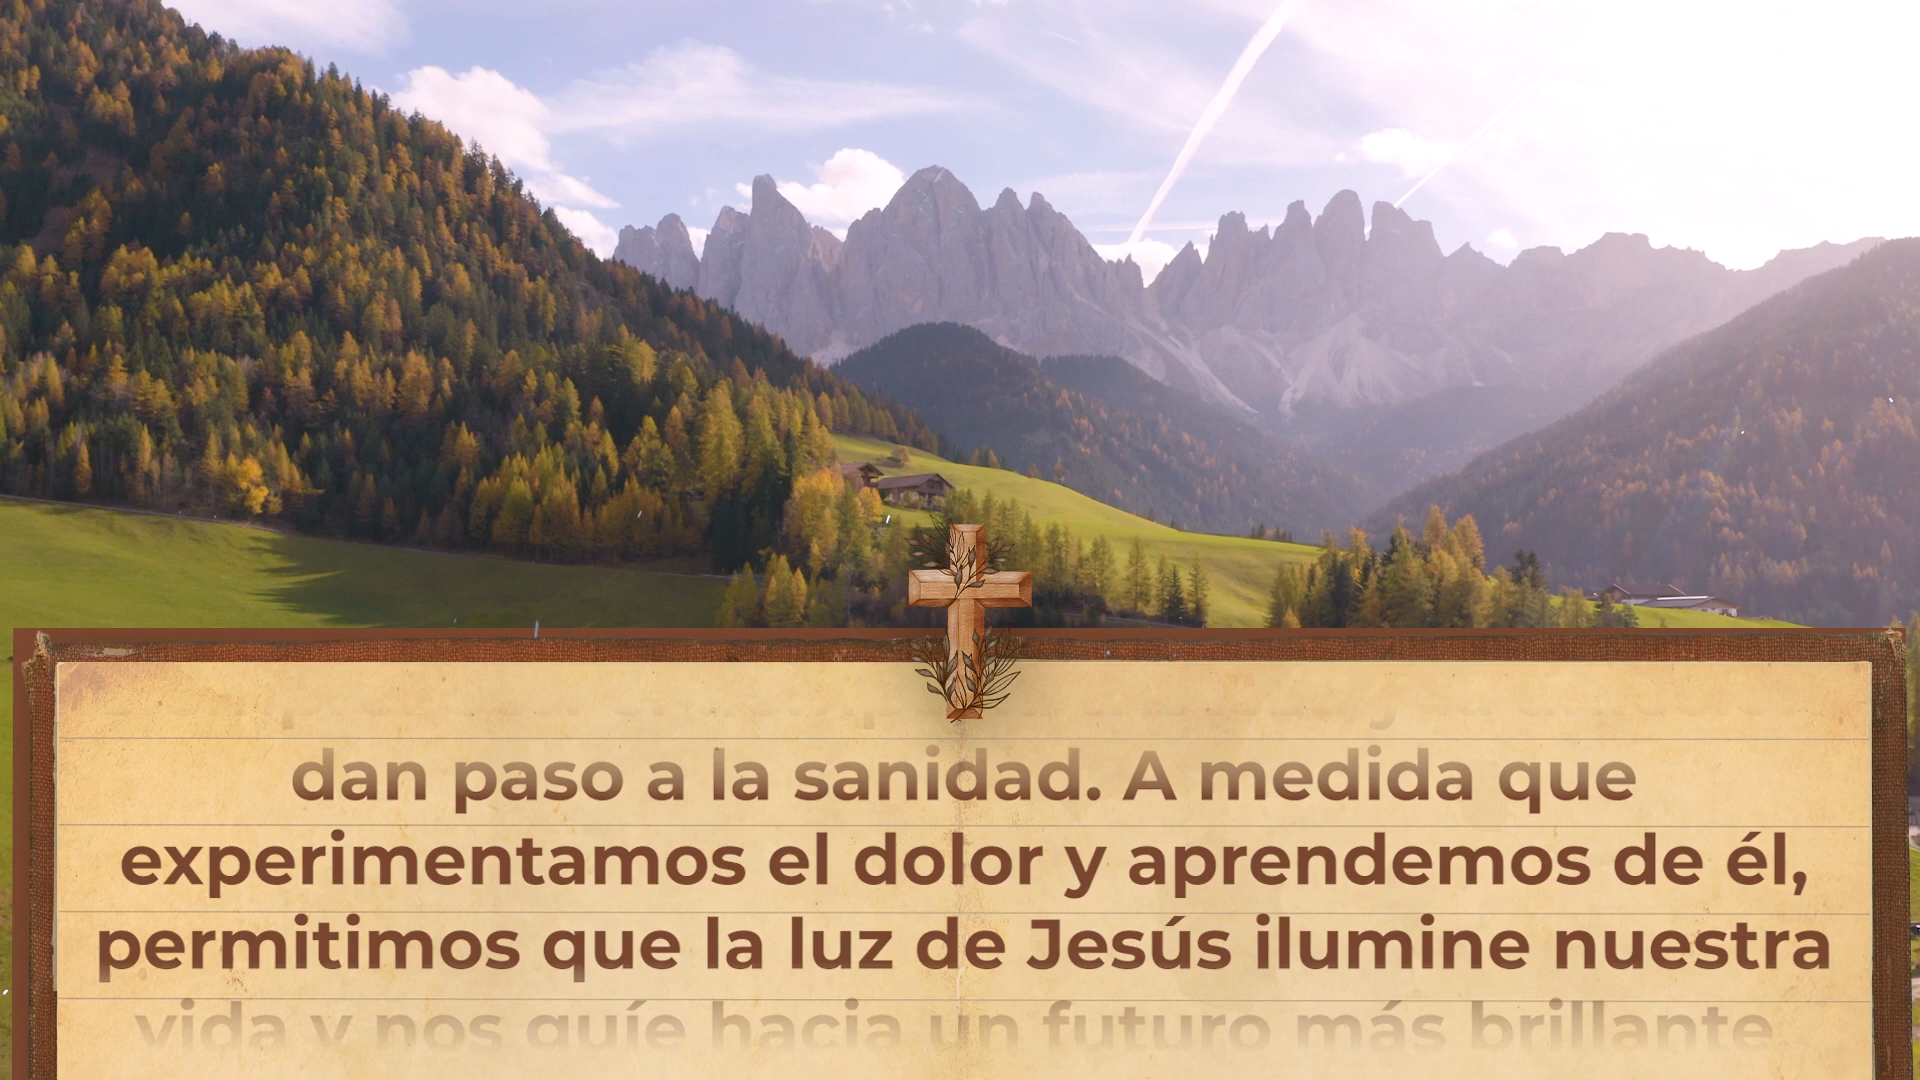 dan paso a la sanidad. A medida que
experimentamos el dolor y aprendemos de él,
permitimos que la luz de Jesús ilumine nuestra
vida y nos guíe hacia un futuro más brillante